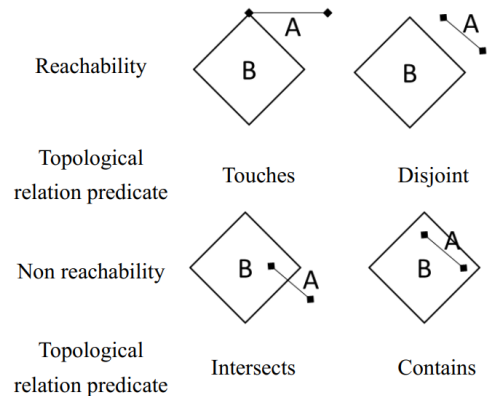 A
A
Reachability
B
B
Topological
relation predicate
Touches
Disjoint
A
Non reachability
B
B
A
Topological
relation predicate
Intersects
Contains